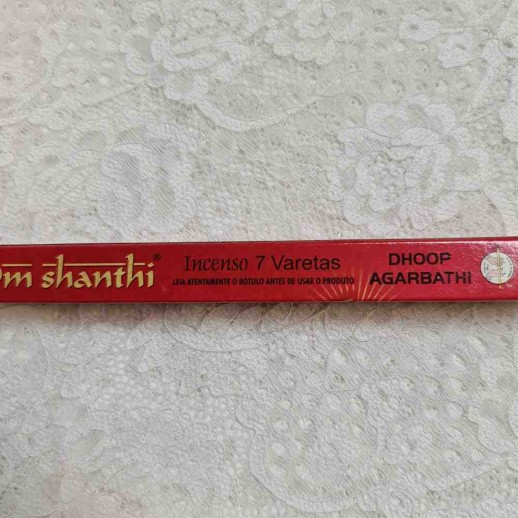 m shanthi®
Incenso 7 Varetas
LEIA ATENTAMENTE O RÓTULO ANTES DE USAR O PRODUTO
DHOOP
AGARBATHI